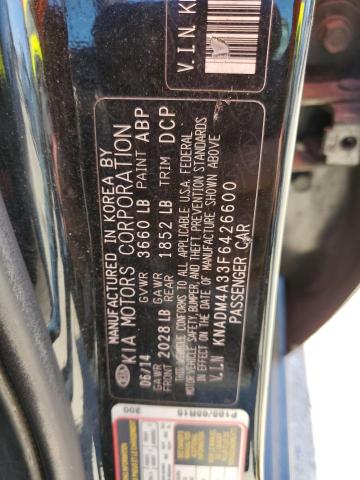 MANUFACTURED IN KOREA BY
KIA MOTORS CORPORATION
GVWR 3660 LB PAINT ABP
06/14 GAWR FRONT 2028 LB GAWR REAR 1852 LB TRIM DCP
THIS VEHICLE CONFORMS TO ALL APPLICABLE U.S.A. FEDERAL
MOTOR VEHICLE SAFETY, BUMPER, AND THEFT PREVENTION STANDARDS
IN EFFECT ON THE DATE OF MANUFACTURE SHOWN ABOVE
V.I.N KNADM4A33F6426600
PASSENGER CAR
V.I.N K